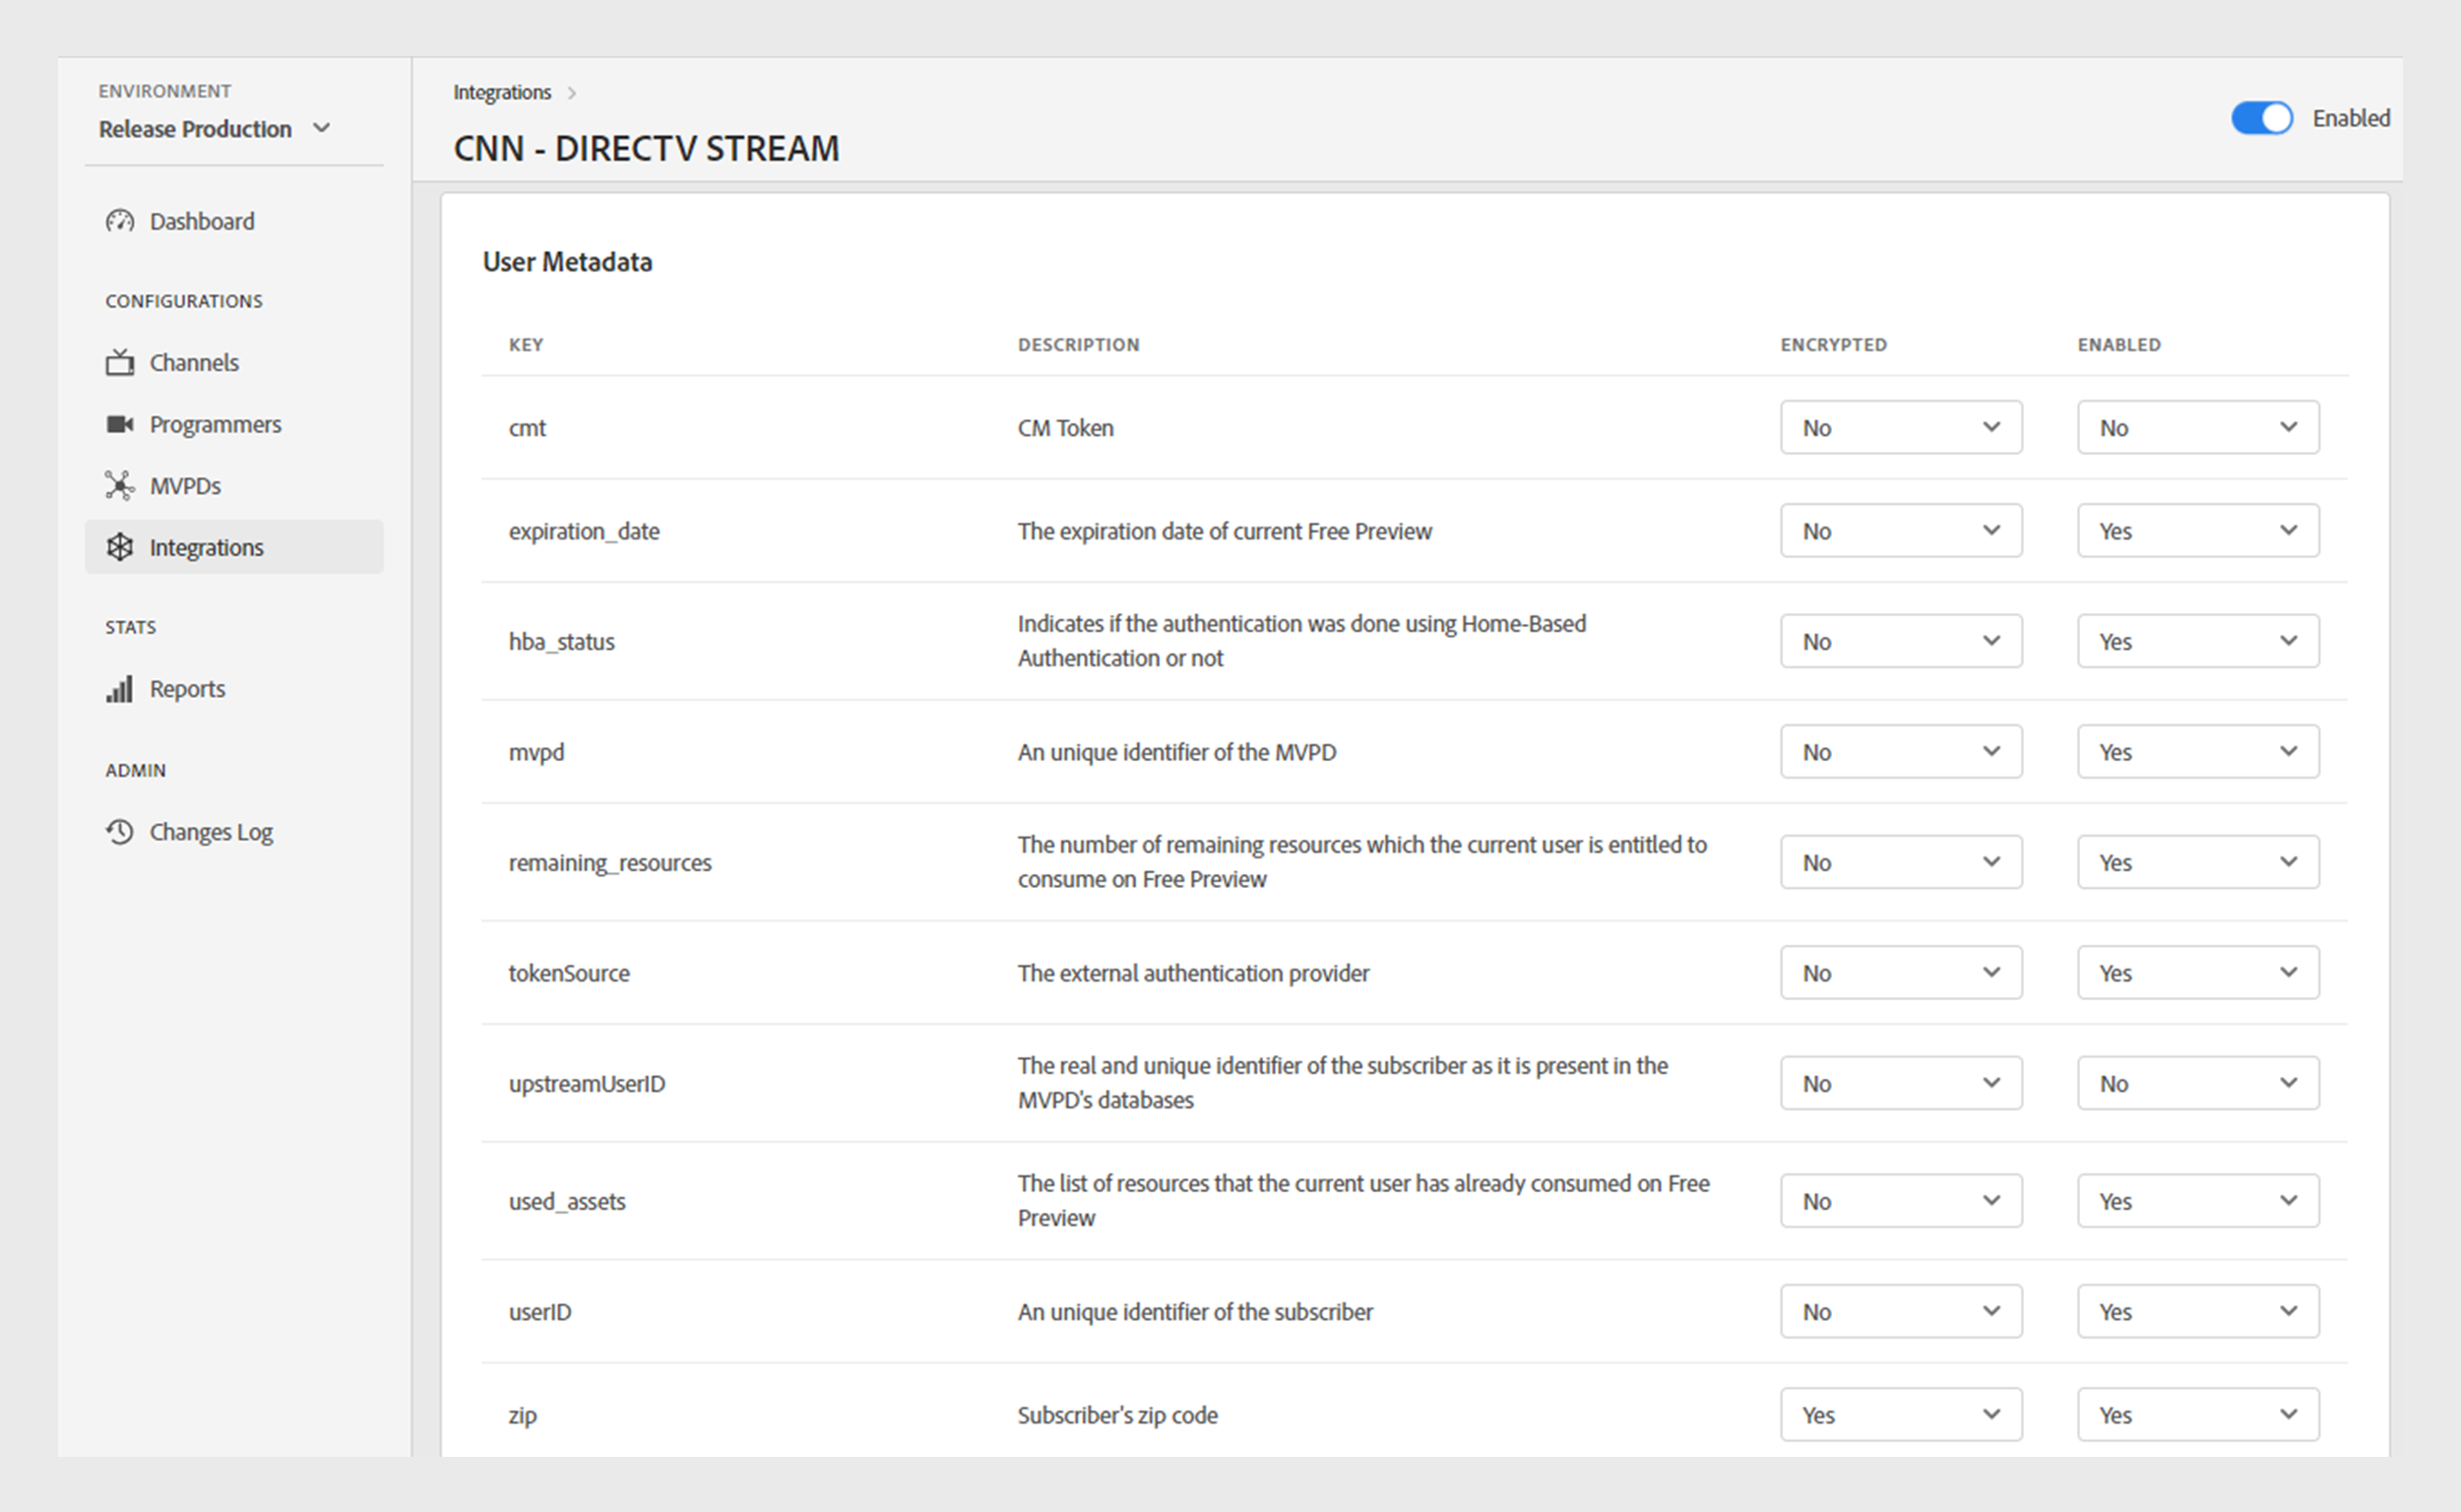 ENVIRONMENT
Release Production
Dashboard
CONFIGURATIONS
Channels
Programmers
MVPDs
Integrations
STATS
Reports
ADMIN
Changes Log
Integrations
CNN - DIRECTV STREAM
Enabled
User Metadata
KEY DESCRIPTION ENCRYPTED ENABLED
cmt CM Token No No
expiration_date The expiration date of current Free Preview No Yes
hba_status Indicates if the authentication was done using Home-Based
Authentication or not No Yes
mvpd An unique identifier of the MVPD No Yes
remaining_resources The number of remaining resources which the current user is entitled to
consume on Free Preview No Yes
tokenSource The external authentication provider No Yes
upstreamUserID The real and unique identifier of the subscriber as it is present in the
MVPD's databases No No
used_assets The list of resources that the current user has already consumed on Free
Preview No Yes
userID An unique identifier of the subscriber No Yes
zip Subscriber's zip code Yes Yes